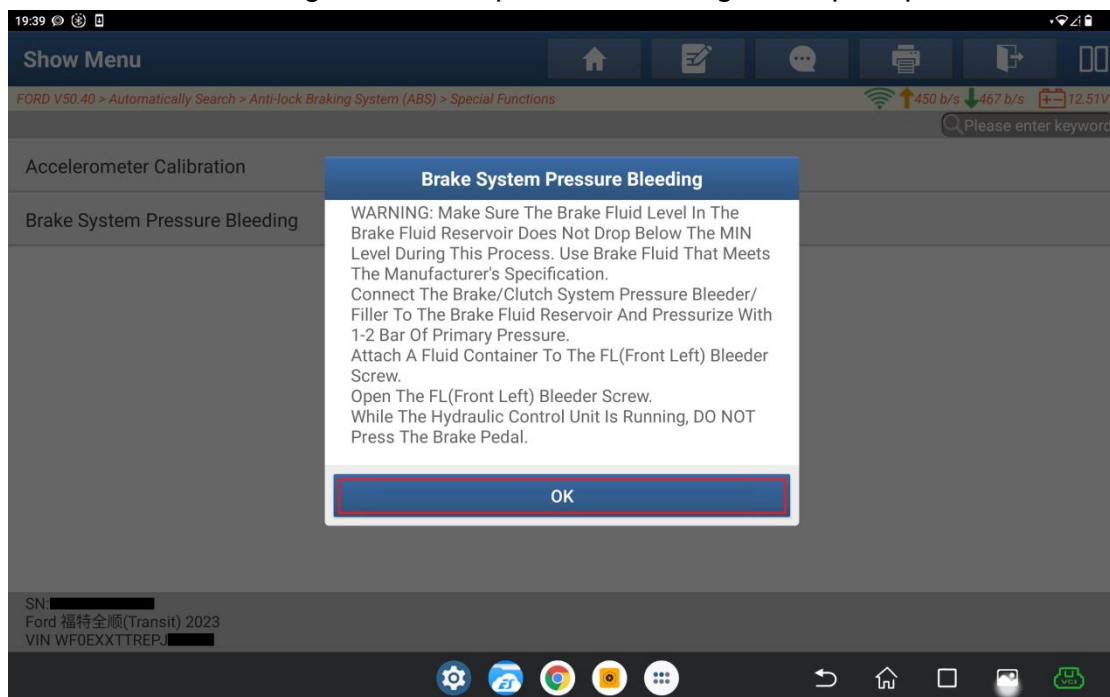 19:39
Show Menu
FORD V50.40 > Automatically Search > Anti-lock Braking System (ABS) > Special Functions
450 b/s 467 b/s 12.51V
Please enter keyword
Accelerometer Calibration
Brake System Pressure Bleeding
Brake System Pressure Bleeding
WARNING: Make Sure The Brake Fluid Level In The
Brake Fluid Reservoir Does Not Drop Below The MIN
Level During This Process. Use Brake Fluid That Meets
The Manufacturer's Specification.
Connect The Brake/Clutch System Pressure Bleeder/
Filler To The Brake Fluid Reservoir And Pressurize With
1-2 Bar Of Primary Pressure.
Attach A Fluid Container To The FL(Front Left) Bleeder
Screw.
Open The FL(Front Left) Bleeder Screw.
While The Hydraulic Control Unit Is Running, DO NOT
Press The Brake Pedal.
OK
SN:
Ford 福特全顺(Transit) 2023
VIN WF0EXXTTREPJ
ES
VCI